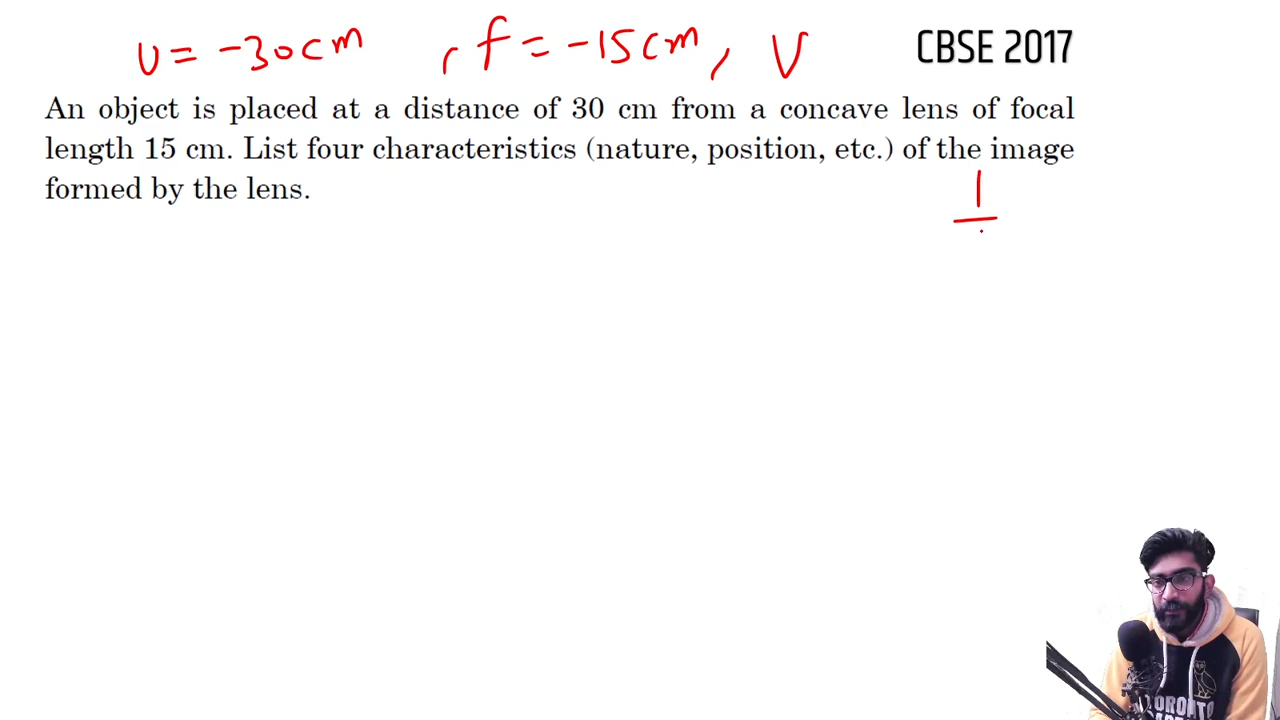 u = -30cm , f = -15cm, V
CBSE 2017
An object is placed at a distance of 30 cm from a concave lens of focal
length 15 cm. List four characteristics (nature, position, etc.) of the image
formed by the lens.
1
TORONTO